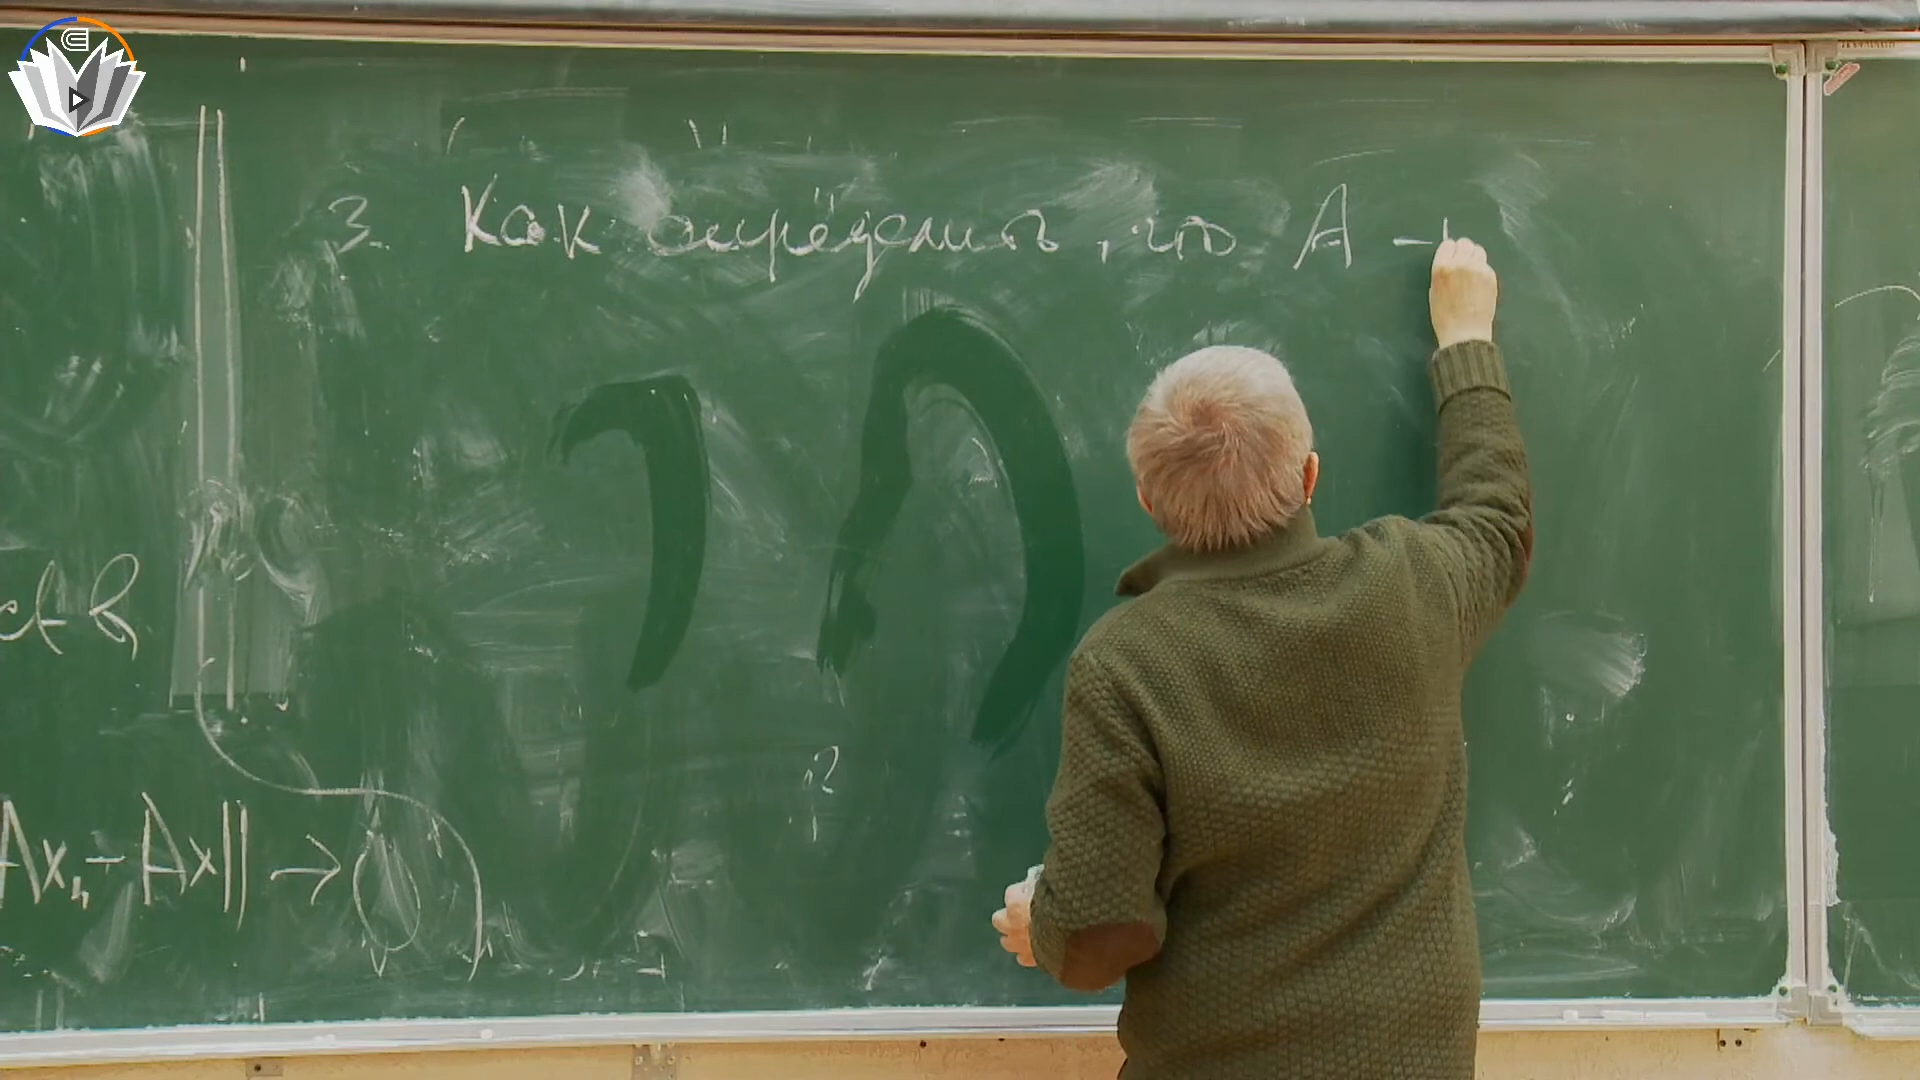 3. Как определить, что А –
в
Ax_n – Ax|| → 0